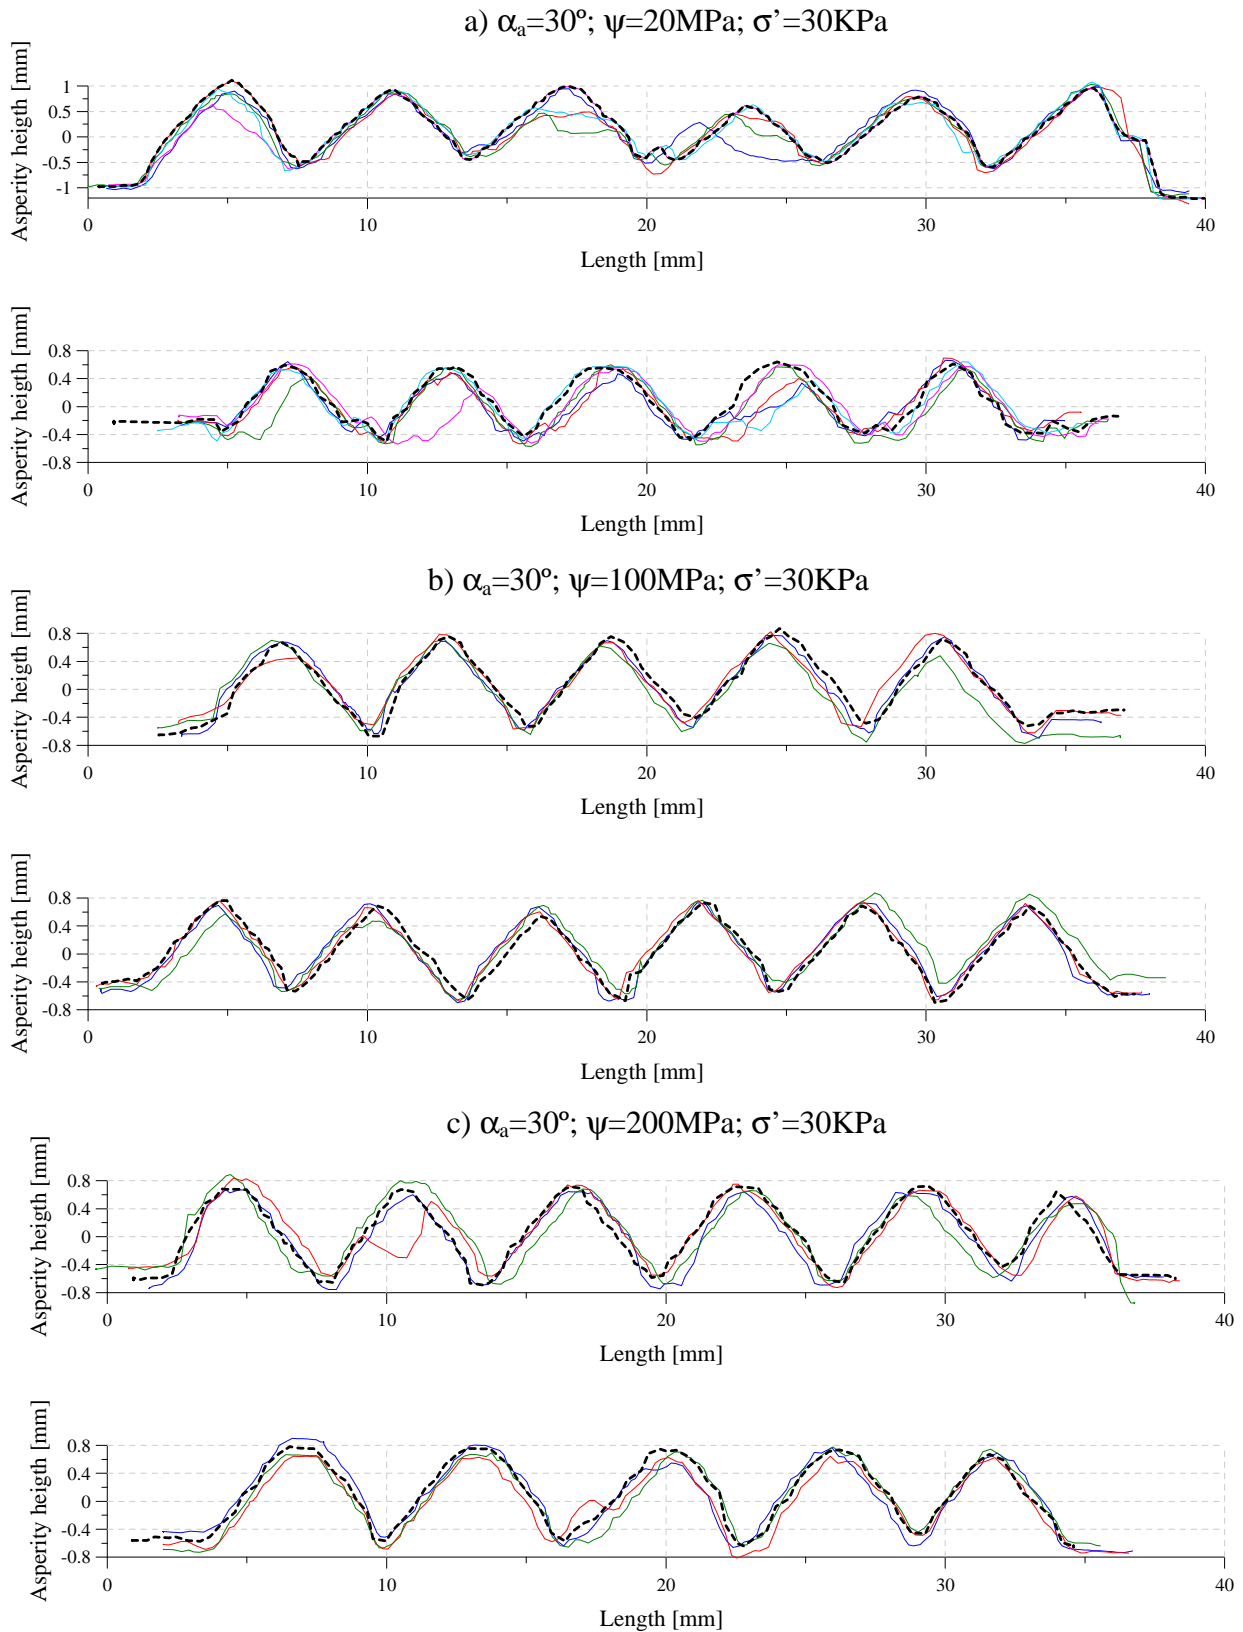 a) αₐ=30º; ψ=20MPa; σ’=30KPa
Asperity heigth [mm]
1
0.5
0
-0.5
-1
0 10 20 30 40
Length [mm]
Asperity heigth [mm]
0.8
0.4
0
-0.4
-0.8
0 10 20 30 40
Length [mm]
b) αₐ=30º; ψ=100MPa; σ’=30KPa
Asperity heigth [mm]
0.8
0.4
0
-0.4
-0.8
0 10 20 30 40
Length [mm]
Asperity heigth [mm]
0.8
0.4
0
-0.4
-0.8
0 10 20 30 40
Length [mm]
c) αₐ=30º; ψ=200MPa; σ’=30KPa
Asperity heigth [mm]
0.8
0.4
0
-0.4
-0.8
0 10 20 30 40
Length [mm]
Asperity heigth [mm]
0.8
0.4
0
-0.4
-0.8
0 10 20 30 40
Length [mm]